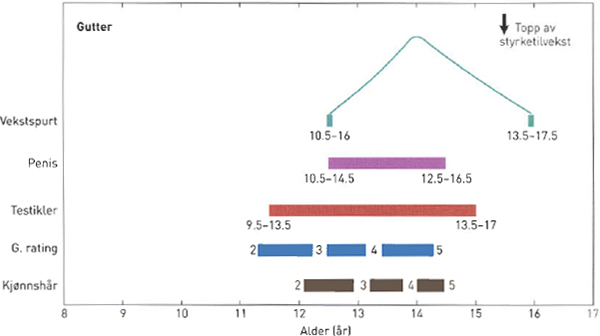 Gutter
Topp av
styretilvekst
Vekstspurt
10.5–16
13.5–17.5
Penis
10.5–14.5
12.5–16.5
Testikler
9.5–13.5
13.5–17
G. rating
2
3
4
5
Kjønnshår
2
3
4
5
8
9
10
11
12
13
14
15
16
17
Alder (år)